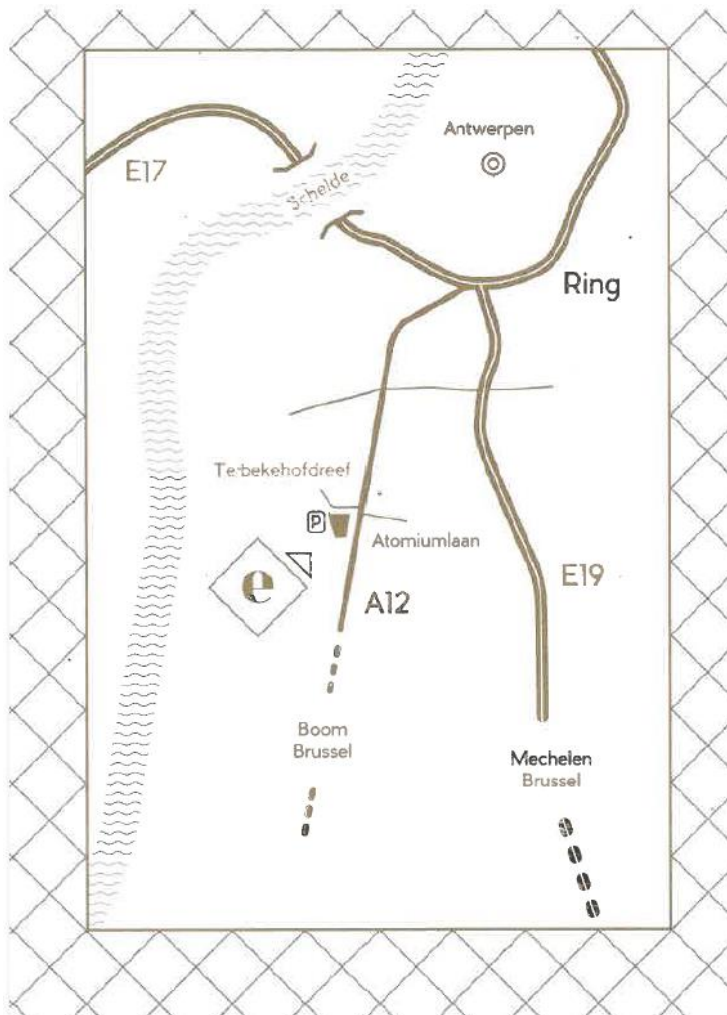 Antwerpen
E17
Schelde
Ring
Terbekehofdreef
P
Atomiumlaan
e
E19
A12
Boom
Brussel
Mechelen
Brussel